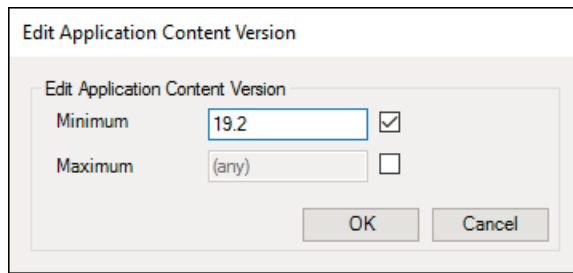 Edit Application Content Version
Edit Application Content Version
Minimum 19.2
Maximum (any)
OK Cancel